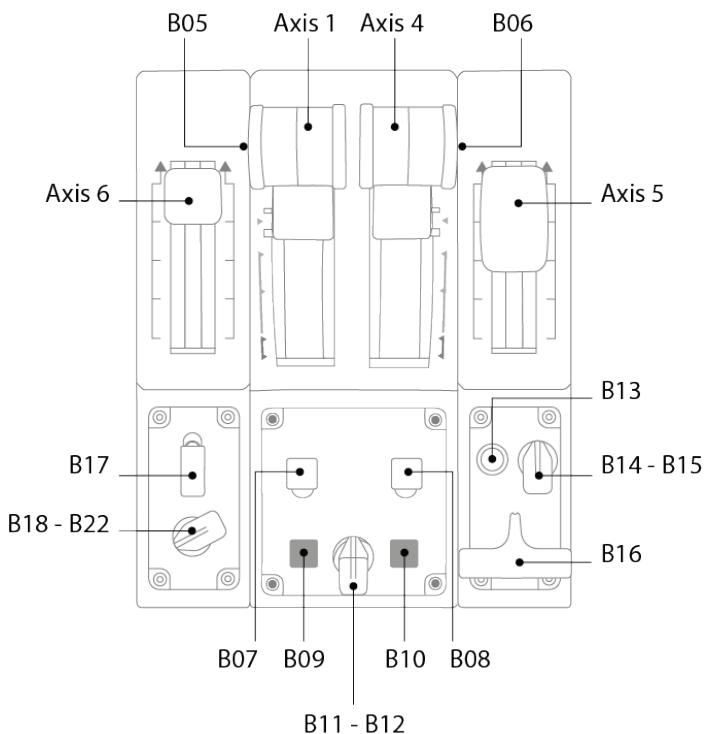 B05 Axis 1 Axis 4 B06
Axis 6 Axis 5
B13
B17 B14 - B15
B18 - B22
B16
B07 B09 B10 B08
B11 - B12